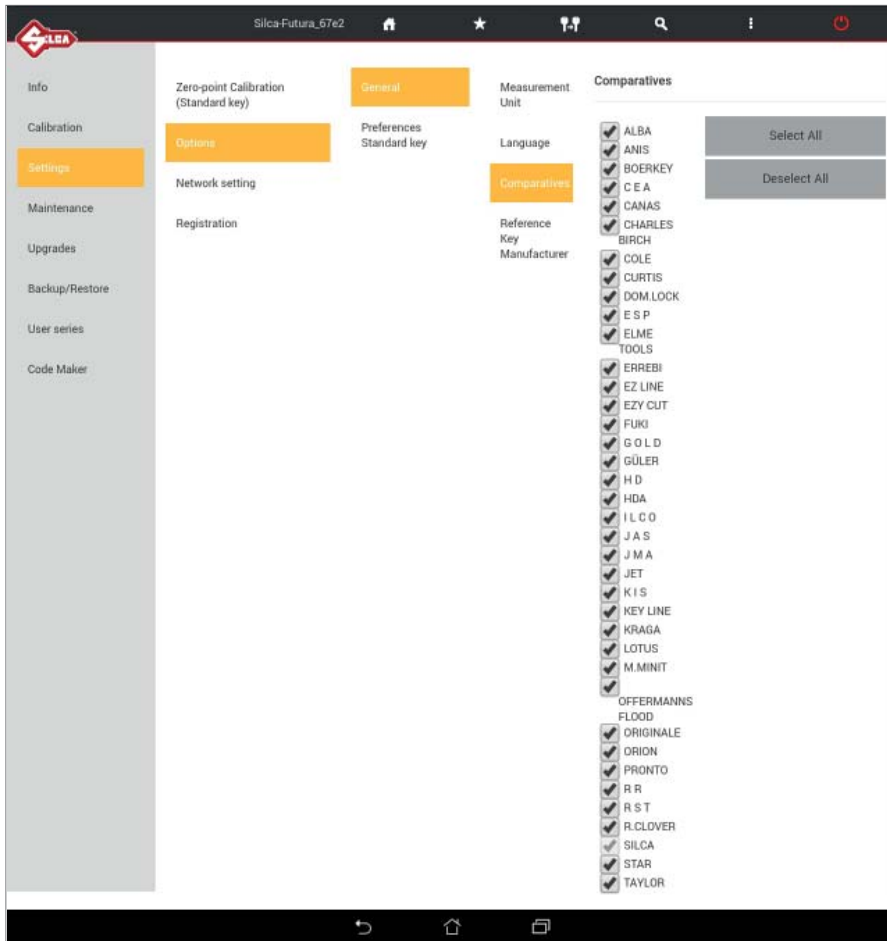 Silca-Futura_67e2
SILCA
Info
Calibration
Settings
Maintenance
Upgrades
Backup/Restore
User series
Code Maker
Zero-point Calibration
(Standard key)
Options
Network setting
Registration
General
Preferences
Standard key
Measurement
Unit
Language
Comparatives
Reference
Key
Manufacturer
Comparatives
ALBA
ANIS
BOERKEY
C E A
CANAS
CHARLES
BIRCH
COLE
CURTIS
DOM.LOCK
E S P
ELME
TOOLS
ERREBI
EZ LINE
EZY CUT
FUKI
G O L D
GÜLER
H D
HDA
I L C O
J A S
J M A
JET
K I S
KEY LINE
KRAGA
LOTUS
M.MINIT
OFFERMANNS
FLOOD
ORIGINALE
ORION
PRONTO
R R
R S T
R.CLOVER
SILCA
STAR
TAYLOR
Select All
Deselect All